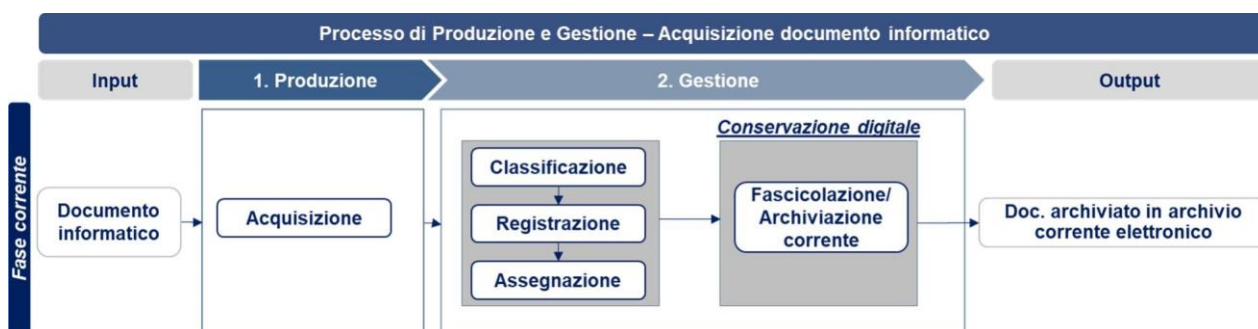 Processo di Produzione e Gestione – Acquisizione documento informatico
Input
1. Produzione
2. Gestione
Output
Fase corrente
Documento
informatico
Acquisizione
Classificazione
Registrazione
Assegnazione
Conservazione digitale
Fascicolazione/
Archiviazione
corrente
Doc. archiviato in archivio
corrente elettronico